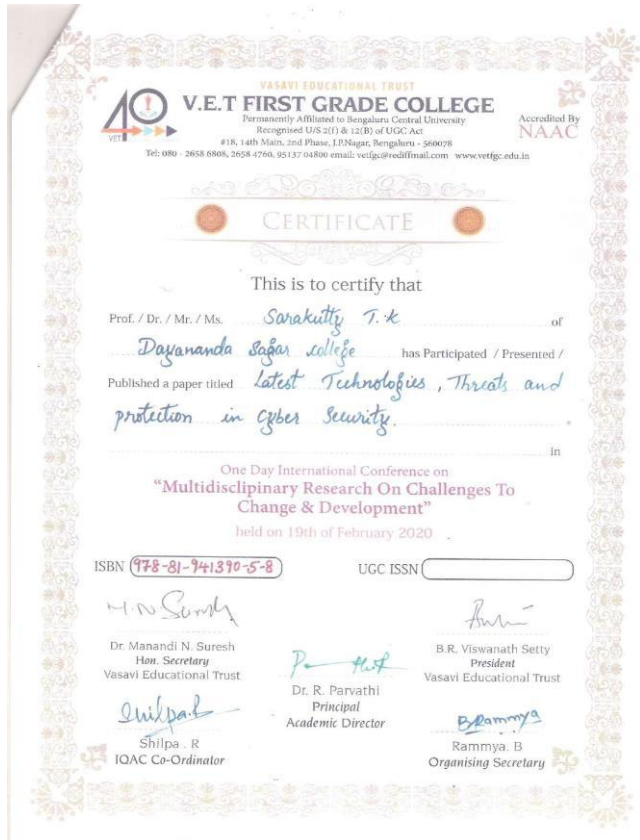 VASAVI EDUCATIONAL TRUST
V.E.T FIRST GRADE COLLEGE
Permanently Affiliated to Bengaluru Central University
Recognised U/S 2(f) & 12(B) of UGC Act
#18, 14th Main, 2nd Phase, J.P.Nagar, Bengaluru - 560078
Tel: 080 - 2658 6808, 2658 4760, 95137 04800 email: vetfgc@rediffmail.com www.vetfgc.edu.in
40
VET
Accredited By
NAAC
CERTIFICATE
This is to certify that
Prof. / Dr. / Mr. / Ms. Sarakutty T.K of
Dayananda Sagar college has Participated / Presented /
Published a paper titled Latest Technologies, Threats and
protection in Cyber Security.
in
One Day International Conference on
"Multidisclipinary Research On Challenges To
Change & Development"
held on 19th of February 2020
ISBN 978-81-941390-5-8 UGC ISSN
M.N Suresh
Dr. Manandi N. Suresh
Hon. Secretary
Vasavi Educational Trust
B.R. Viswanath Setty
President
Vasavi Educational Trust
Dr. R. Parvathi
Principal
Academic Director
Shilpa.R
Shilpa . R
IQAC Co-Ordinator
BRammya
Rammya. B
Organising Secretary